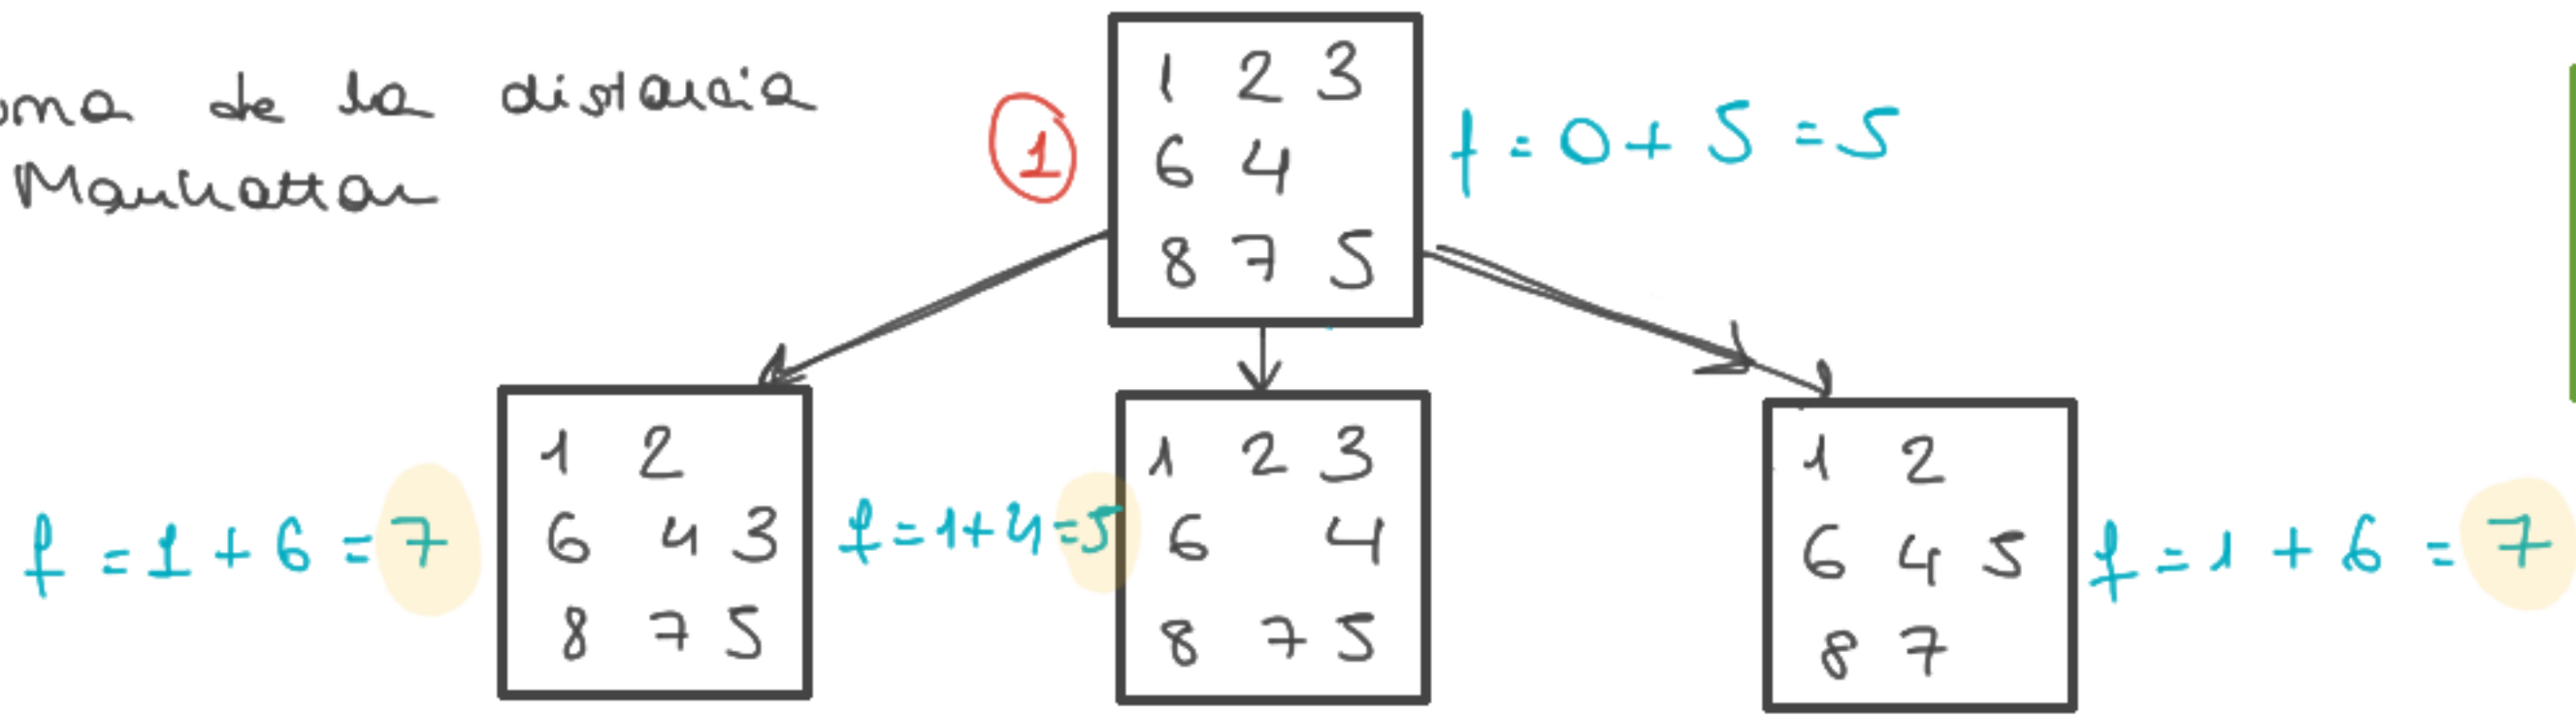 de la distancia
Manhattan
1
1 2 3
6 4
8 7 5
f = 0 + 5 = 5
f = 1 + 6 = 7
1 2
6 4 3
8 7 5
f = 1 + 4 = 5
1 2 3
6 4
8 7 5
1 2
6 4 5
8 7
f = 1 + 6 = 7